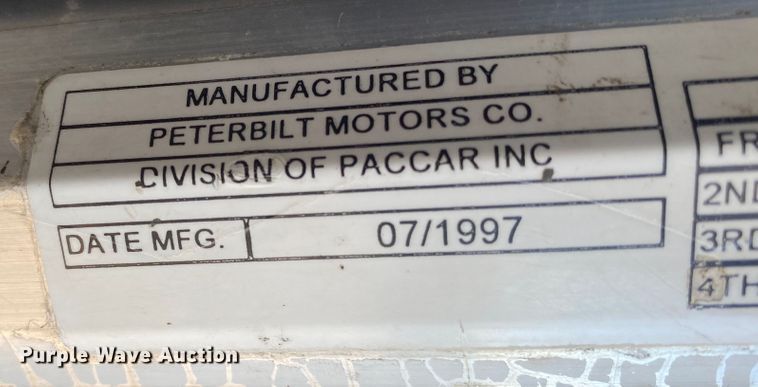 MANUFACTURED BY
PETERBILT MOTORS CO.
DIVISION OF PACCAR INC
DATE MFG. 07/1997
2ND
3RD
4TH
Purple Wave Auction